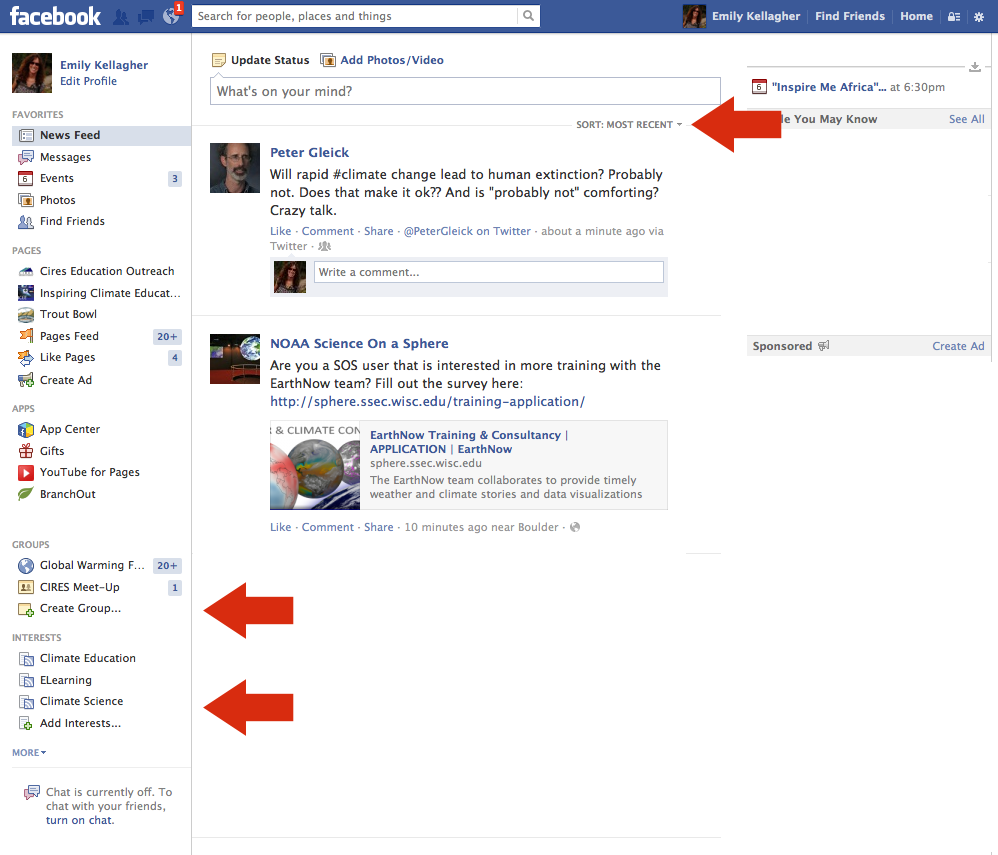 facebook
1
Search for people, places and things
Emily Kellagher
Find Friends
Home
Emily Kellagher
Edit Profile
FAVORITES
News Feed
Messages
6 Events 3
Photos
Find Friends
PAGES
Cires Education Outreach
Inspiring Climate Educat...
Trout Bowl
Pages Feed 20+
Like Pages 4
Create Ad
APPS
App Center
Gifts
YouTube for Pages
BranchOut
GROUPS
Global Warming F... 20+
CIRES Meet-Up 1
Create Group...
INTERESTS
Climate Education
ELearning
Climate Science
Add Interests...
MORE
Chat is currently off. To
chat with your friends,
turn on chat.
Update Status
Add Photos/Video
What's on your mind?
SORT: MOST RECENT
Peter Gleick
Will rapid #climate change lead to human extinction? Probably
not. Does that make it ok?? And is "probably not" comforting?
Crazy talk.
Like · Comment · Share · @PeterGleick on Twitter · about a minute ago via
Twitter ·
Write a comment...
NOAA Science On a Sphere
Are you a SOS user that is interested in more training with the
EarthNow team? Fill out the survey here:
http://sphere.ssec.wisc.edu/training-application/
& CLIMATE CON
EarthNow Training & Consultancy |
APPLICATION | EarthNow
sphere.ssec.wisc.edu
The EarthNow team collaborates to provide timely
weather and climate stories and data visualizations
Like · Comment · Share · 10 minutes ago near Boulder ·
6 "Inspire Me Africa"... at 6:30pm
le You May Know
See All
Sponsored
Create Ad